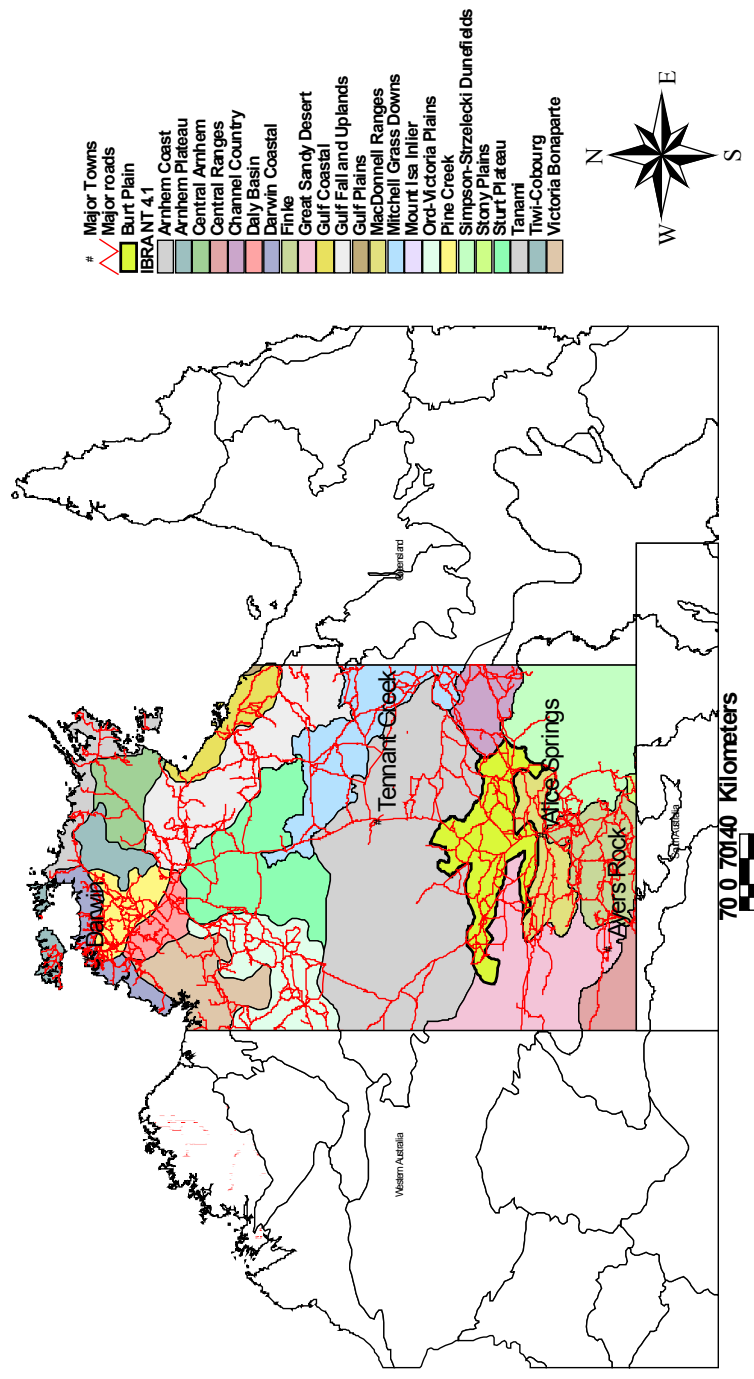 # Major Towns
Major roads
Burt Plain
IBRA NT 4.1
Arnhem Coast
Arnhem Plateau
Central Arnhem
Central Ranges
Channel Country
Daly Basin
Darwin Coastal
Finke
Great Sandy Desert
Gulf Coastal
Gulf Fall and Uplands
Gulf Plains
MacDonnell Ranges
Mitchell Grass Downs
Mount Isa Inlier
Ord-Victoria Plains
Pine Creek
Simpson-Strzelecki Dunefields
Stony Plains
Sturt Plateau
Tanami
Tiwi-Cobourg
Victoria Bonaparte
N
W
E
S
Darwin
# Tennant Creek
Alice Springs
# Ayers Rock
Western Australia
Queensland
South Australia
70 0 70140 Kilometers